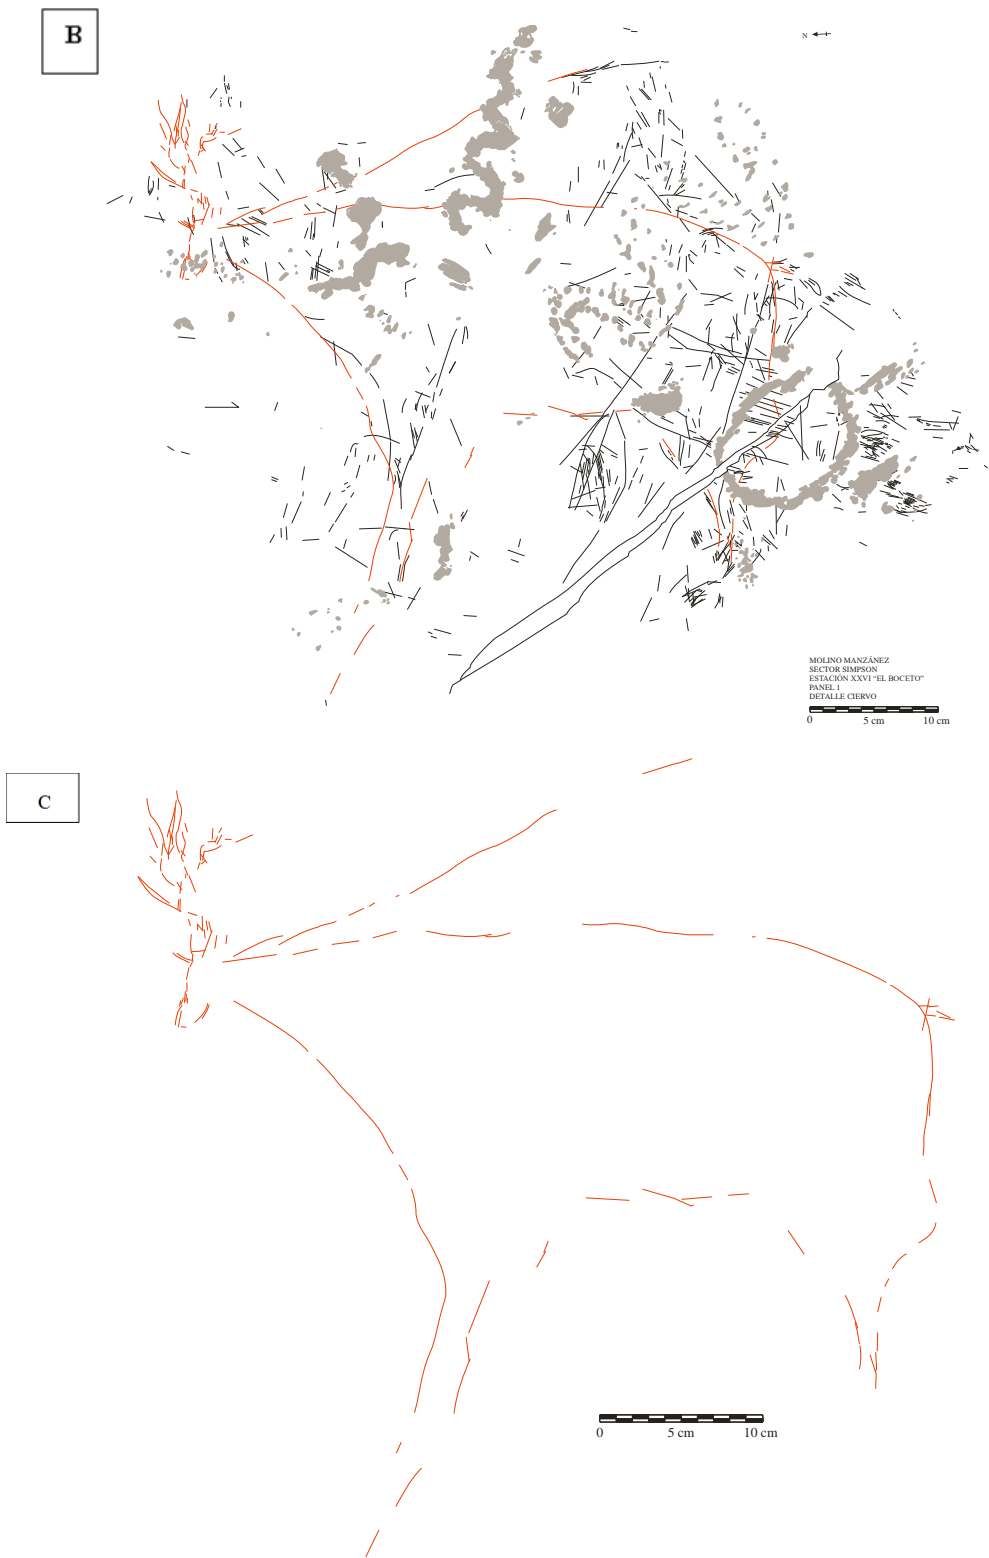 B
N
MOLINO MANZÁNEZ
SECTOR SIMPSON
ESTACIÓN XXVI “EL BOCETO”
PANEL 1
DETALLE CIERVO
0 5 cm 10 cm
C
0 5 cm 10 cm